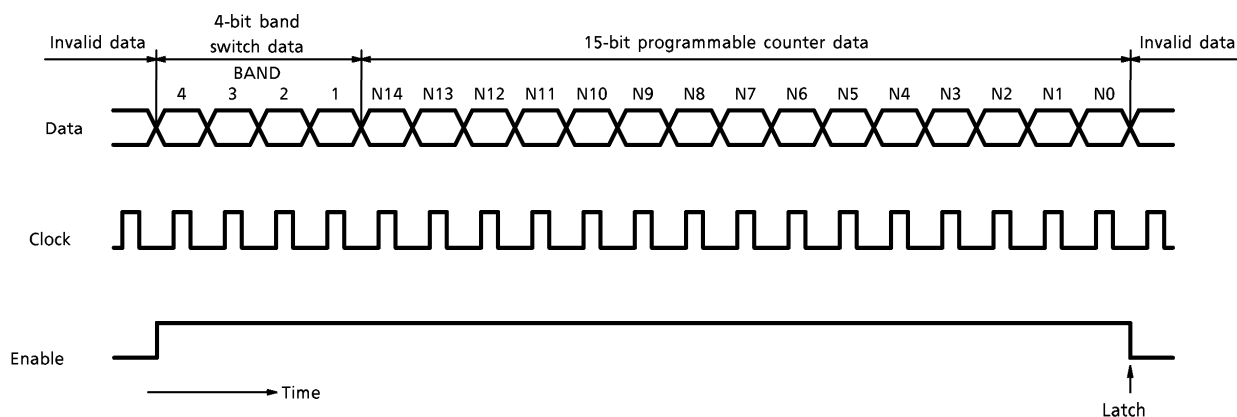 4-bit band
switch data
Invalid data
15-bit programmable counter data
Invalid data
BAND
4 3 2 1 N14 N13 N12 N11 N10 N9 N8 N7 N6 N5 N4 N3 N2 N1 N0
Data
Clock
Enable
Time
Latch